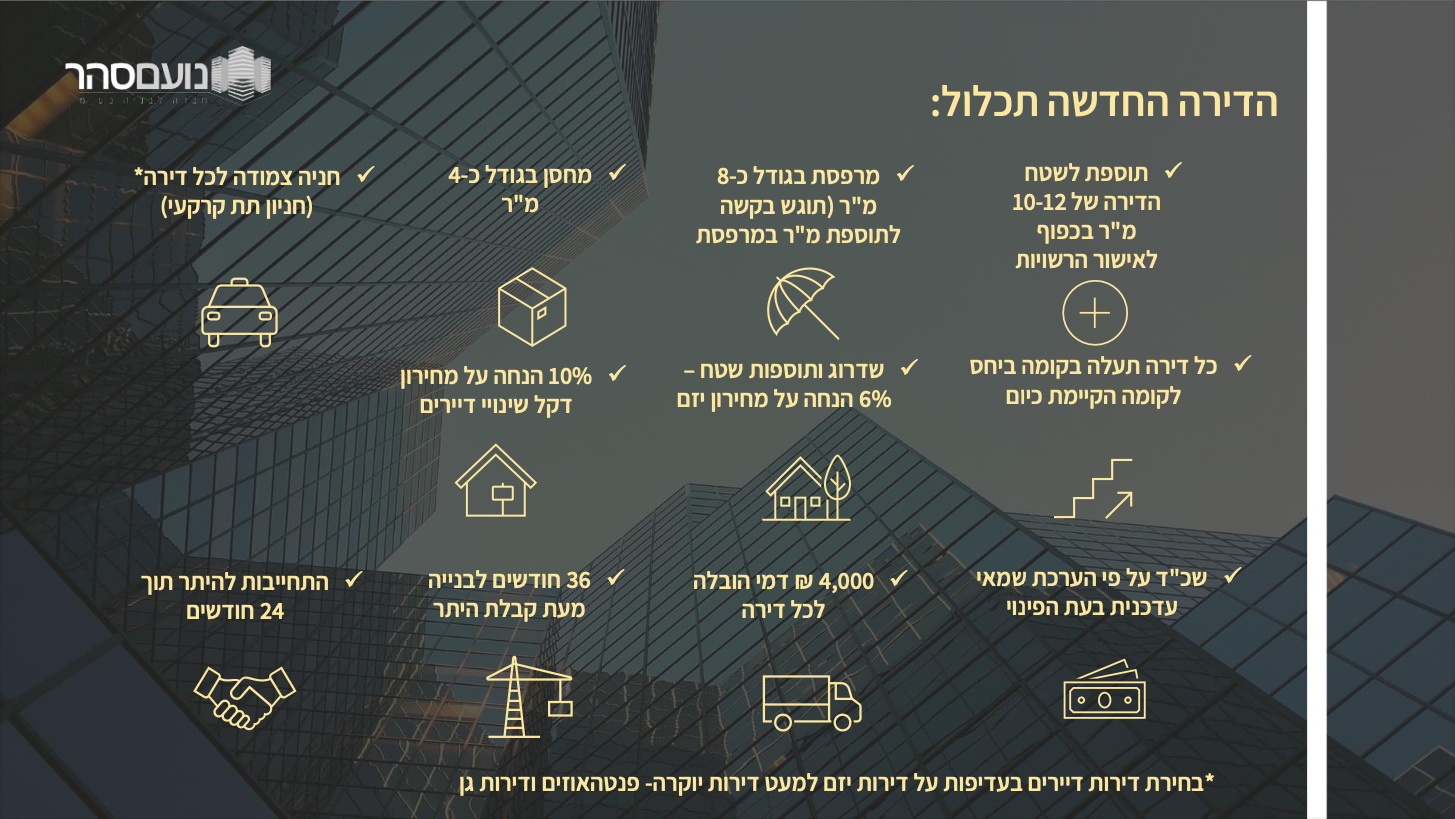 נועםסהר
חברה לבניה בע"מ
הדירה החדשה תכלול:
✓ תוספת לשטח
הדירה של 10-12
מ"ר בכפוף
לאישור הרשויות
✓ מרפסת בגודל כ-8
מ"ר (תוגש בקשה
לתוספת מ"ר במרפסת
✓ מחסן בגודל כ-4
מ"ר
✓ חניה צמודה לכל דירה*
(חניון תת קרקעי)
✓ כל דירה תעלה בקומה ביחס
לקומה הקיימת כיום
✓ שדרוג ותוספות שטח –
6% הנחה על מחירון יזם
✓ 10% הנחה על מחירון
דקל שינויי דיירים
✓ שכ"ד על פי הערכת שמאי
עדכנית בעת הפינוי
✓ 4,000 ₪ דמי הובלה
לכל דירה
✓ 36 חודשים לבנייה
מעת קבלת היתר
✓ התחייבות להיתר תוך
24 חודשים
*בחירת דירות דיירים בעדיפות על דירות יזם למעט דירות יוקרה- פנטהאוזים ודירות גן